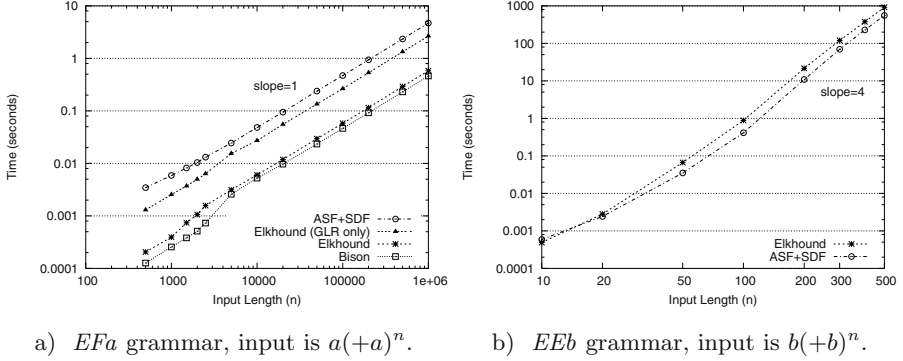 10
1
0.1
0.01
0.001
0.0001
Time (seconds)
slope=1
ASF+SDF
Elkhound (GLR only)
Elkhound
Bison
100
1000
10000
100000
1e+06
Input Length (n)
a) EFa grammar, input is a(+a)^n.
1000
100
10
1
0.1
0.01
0.001
0.0001
Time (seconds)
slope=4
Elkhound
ASF+SDF
10
20
50
100
200
300
500
Input Length (n)
b) EEb grammar, input is b(+b)^n.